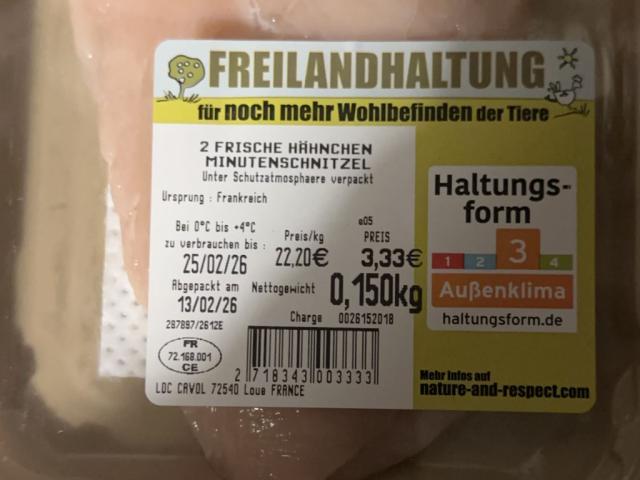 FREILANDHALTUNG
für noch mehr Wohlbefinden der Tiere
2 FRISCHE HÄHNCHEN
MINUTENSCHNITZEL
Unter Schutzatmosphaere verpackt
Ursprung : Frankreich
Bei 0°C bis +4°C
zu verbrauchen bis :
25/02/26
Abgepackt am
13/02/26
287897/2612E
e05
Preis/kg PREIS
22,20€ 3,33€
Nettogewicht 0,150kg
Charge 0026152018
FR
72.168.001
CE
2 718343 003333
LDC CAVOL 72540 Loue FRANCE
Haltungs-
form
1 2 3 4
Außenklima
haltungsform.de
Mehr Infos auf
nature-and-respect.com